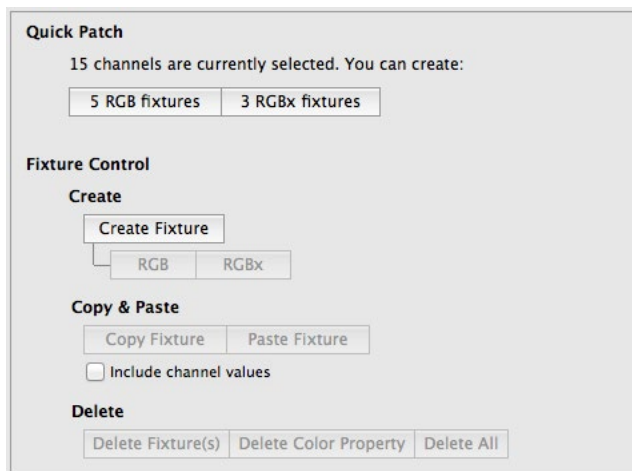 Quick Patch
15 channels are currently selected. You can create:
5 RGB fixtures 3 RGBx fixtures
Fixture Control
Create
Create Fixture
RGB RGBx
Copy & Paste
Copy Fixture Paste Fixture
Include channel values
Delete
Delete Fixture(s) Delete Color Property Delete All